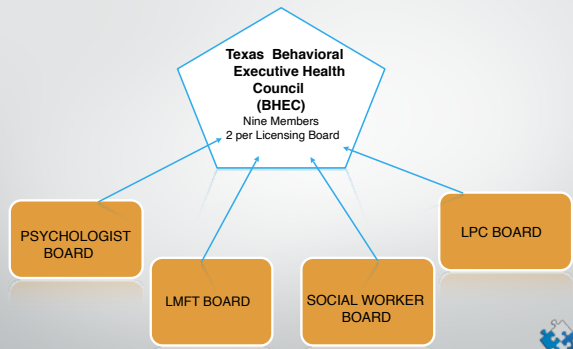 Texas Behavioral
Executive Health
Council
(BHEC)
Nine Members
2 per Licensing Board
PSYCHOLOGIST
BOARD
LMFT BOARD
SOCIAL WORKER
BOARD
LPC BOARD